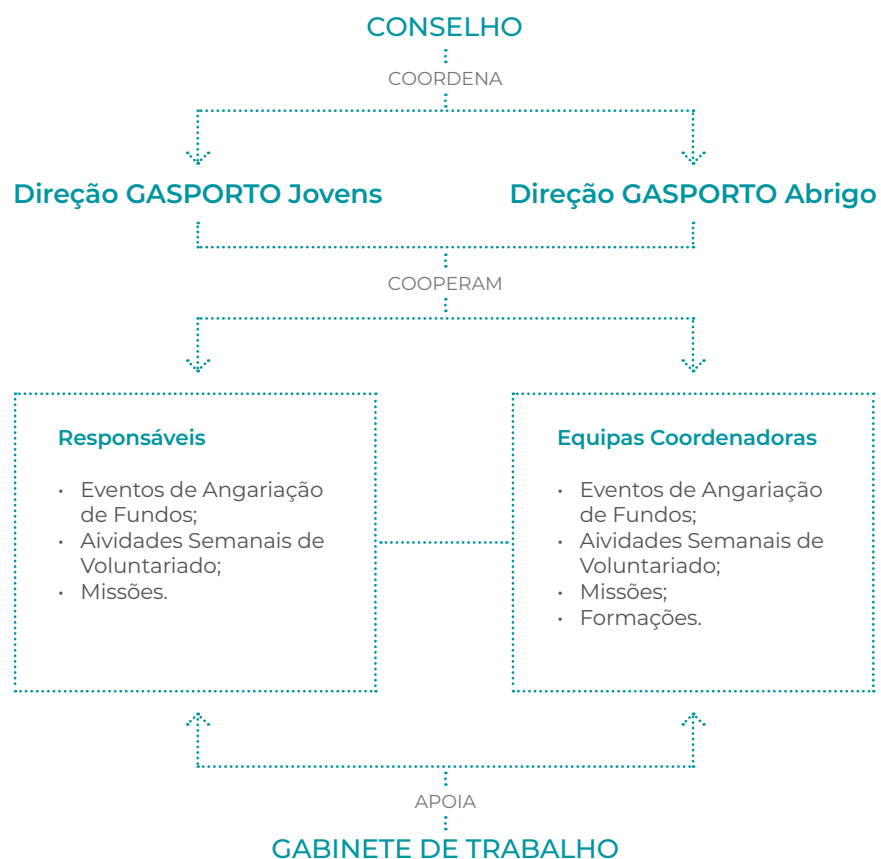 CONSELHO
COORDENA
Direção GASPORTO Jovens
Direção GASPORTO Abrigo
COOPERAM
Responsáveis
• Eventos de Angariação
de Fundos;
• Aividades Semanais de
Voluntariado;
• Missões.
Equipas Coordenadoras
• Eventos de Angariação
de Fundos;
• Aividades Semanais de
Voluntariado;
• Missões;
• Formações.
APOIA
GABINETE DE TRABALHO